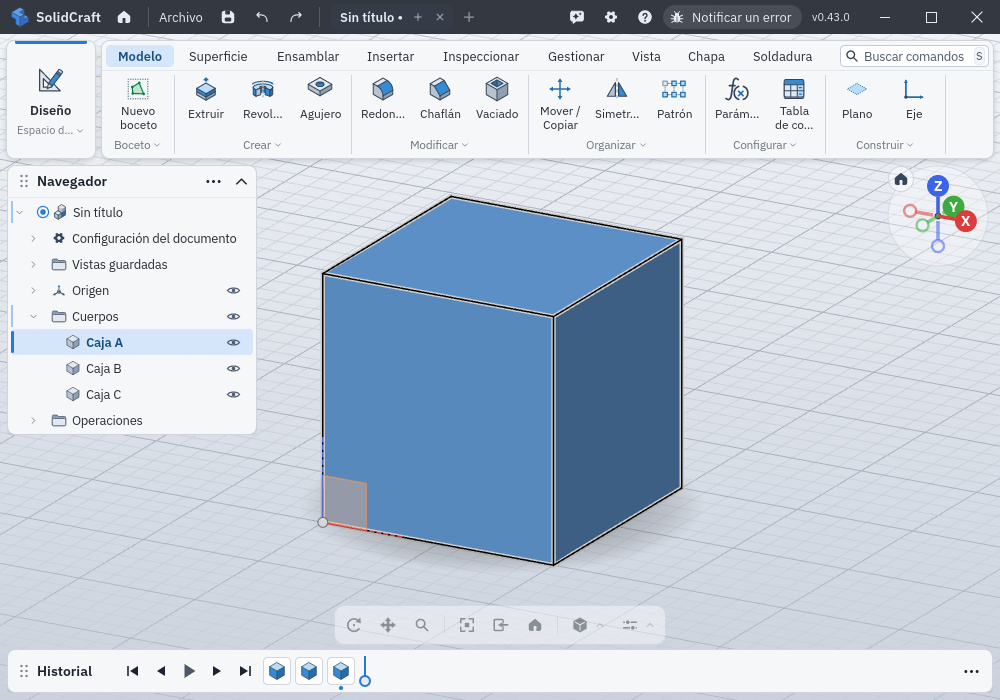 SolidCraft
Archivo
Sin título •
Notificar un error
v0.43.0
Diseño
Espacio d...
Modelo
Superficie
Ensamblar
Insertar
Inspeccionar
Gestionar
Vista
Chapa
Soldadura
Buscar comandos
S
Nuevo
boceto
Extruir
Revol...
Agujero
Redon...
Chaflán
Vaciado
Mover /
Copiar
Simetr...
Patrón
Parám...
Tabla
de co...
Plano
Eje
Boceto
Crear
Modificar
Organizar
Configurar
Construir
Navegador
Sin título
Configuración del documento
Vistas guardadas
Origen
Cuerpos
Caja A
Caja B
Caja C
Operaciones
Z
Y
X
Historial